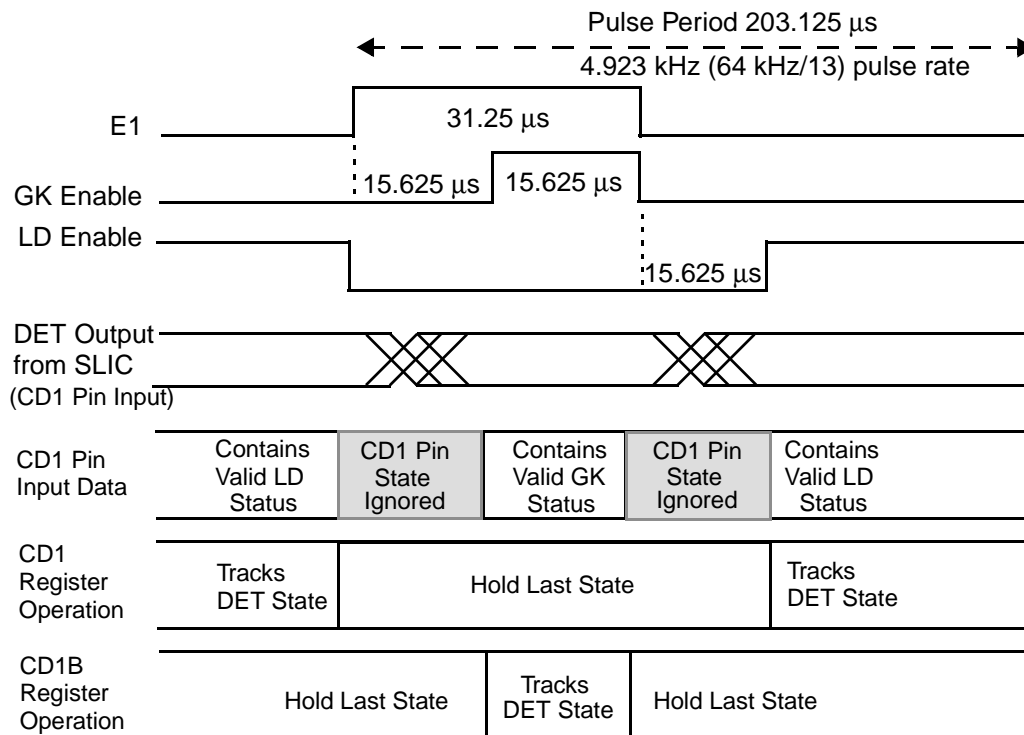 Pulse Period 203.125 μs
4.923 kHz (64 kHz/13) pulse rate
E1
31.25 μs
GK Enable
15.625 μs
15.625 μs
LD Enable
15.625 μs
DET Output
from SLIC
(CD1 Pin Input)
CD1 Pin
Input Data
Contains
Valid LD
Status
CD1 Pin
State
Ignored
Contains
Valid GK
Status
CD1 Pin
State
Ignored
Contains
Valid LD
Status
CD1
Register
Operation
Tracks
DET State
Hold Last State
Tracks
DET State
CD1B
Register
Operation
Hold Last State
Tracks
DET State
Hold Last State